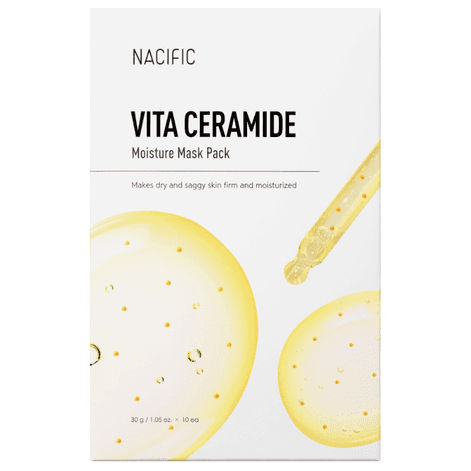 NACIFIC
VITA CERAMIDE
Moisture Mask Pack
Makes dry and saggy skin firm and moisturized
30 g / 1.05 oz. × 10 ea.